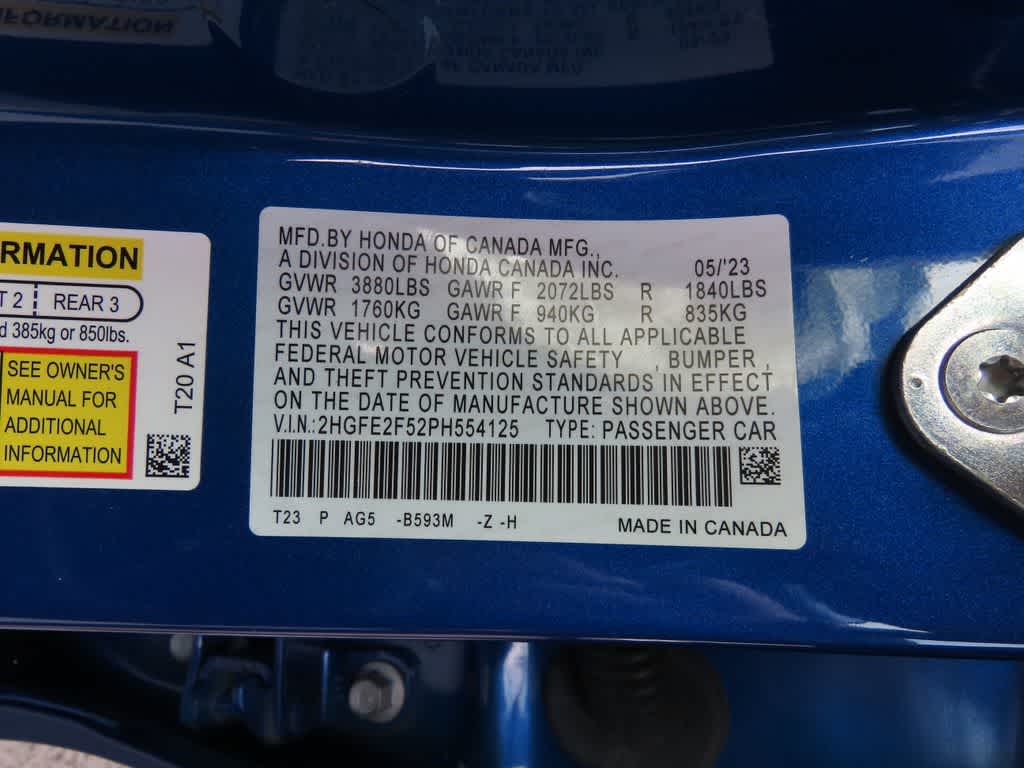 RMATION
T 2 REAR 3
d 385kg or 850lbs.
SEE OWNER'S
MANUAL FOR
ADDITIONAL
INFORMATION
T20 A1
MFD.BY HONDA OF CANADA MFG.,
A DIVISION OF HONDA CANADA INC. 05/'23
GVWR 3880LBS GAWR F 2072LBS R 1840LBS
GVWR 1760KG GAWR F 940KG R 835KG
THIS VEHICLE CONFORMS TO ALL APPLICABLE
FEDERAL MOTOR VEHICLE SAFETY , BUMPER ,
AND THEFT PREVENTION STANDARDS IN EFFECT
ON THE DATE OF MANUFACTURE SHOWN ABOVE.
V.I.N.:2HGFE2F52PH554125 TYPE: PASSENGER CAR
T23 P AG5 -B593M -Z -H MADE IN CANADA